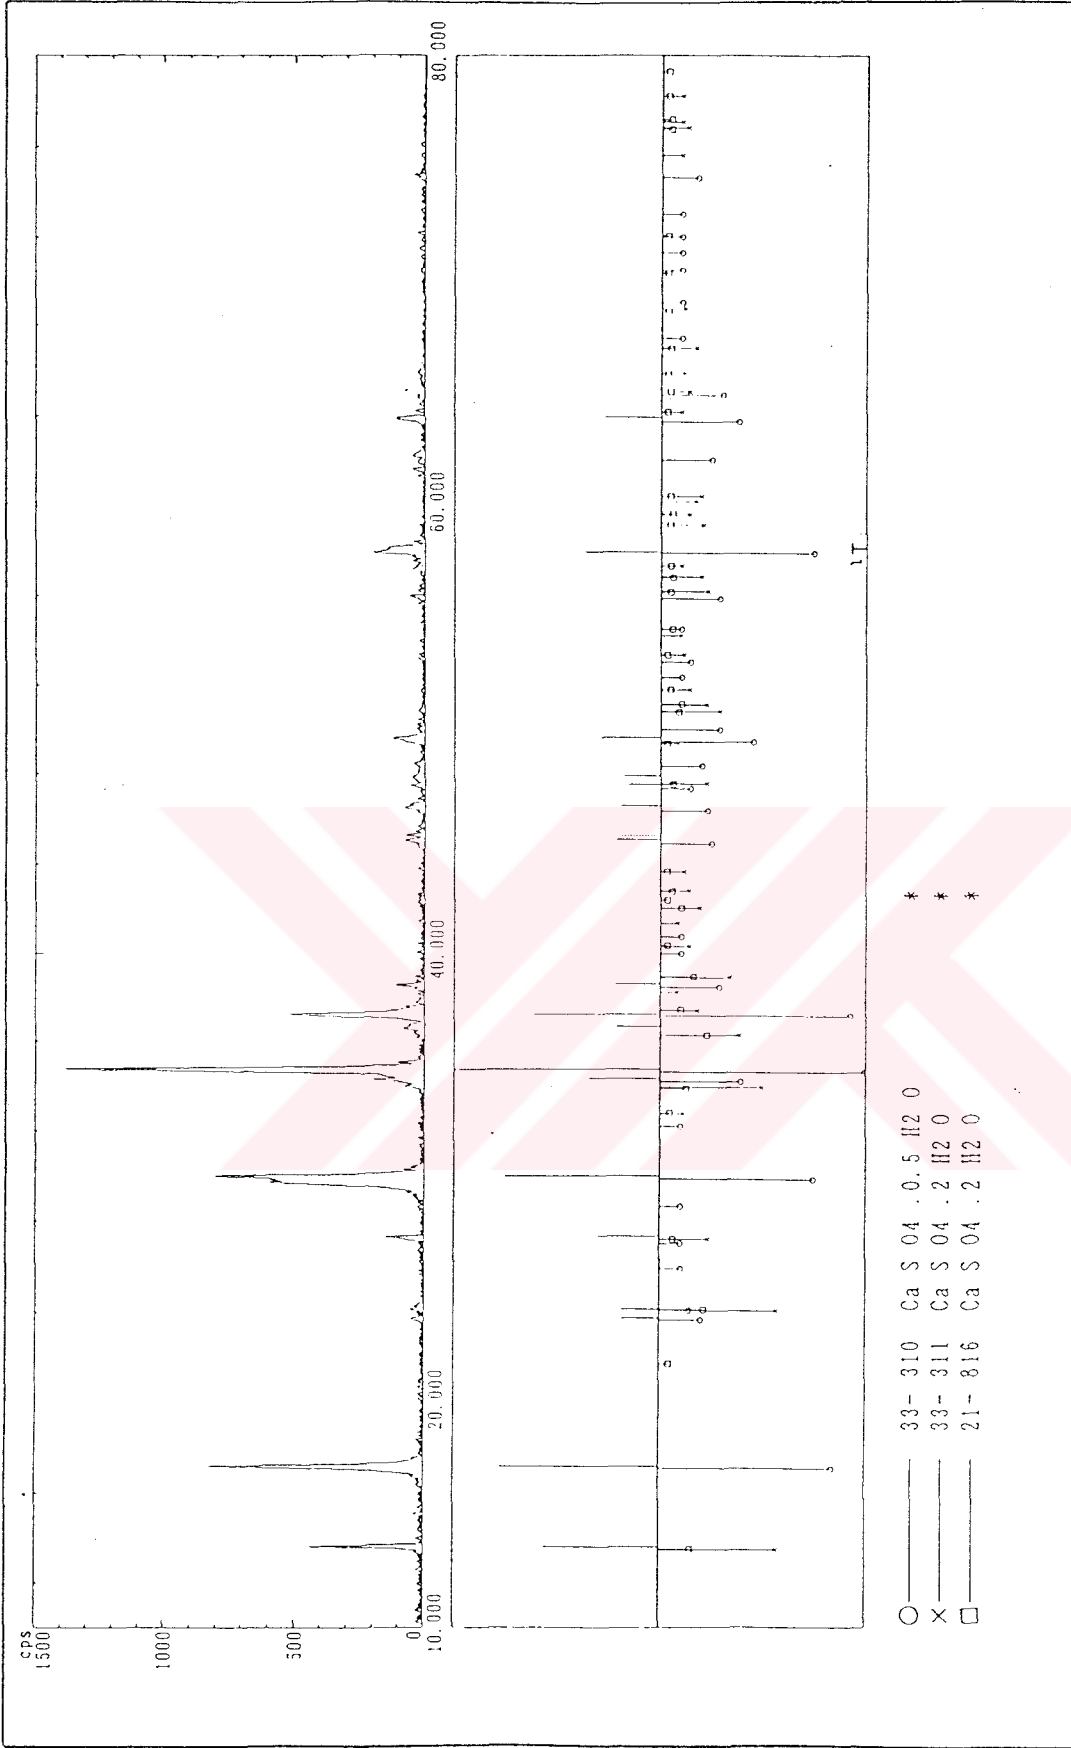 cps
1500
1000
500
0
10.000
20.000
40.000
60.000
80.000
33- 310 Ca S O4 .0.5 H2 O *
33- 311 Ca S O4 .2 H2 O *
21- 816 Ca S O4 .2 H2 O *